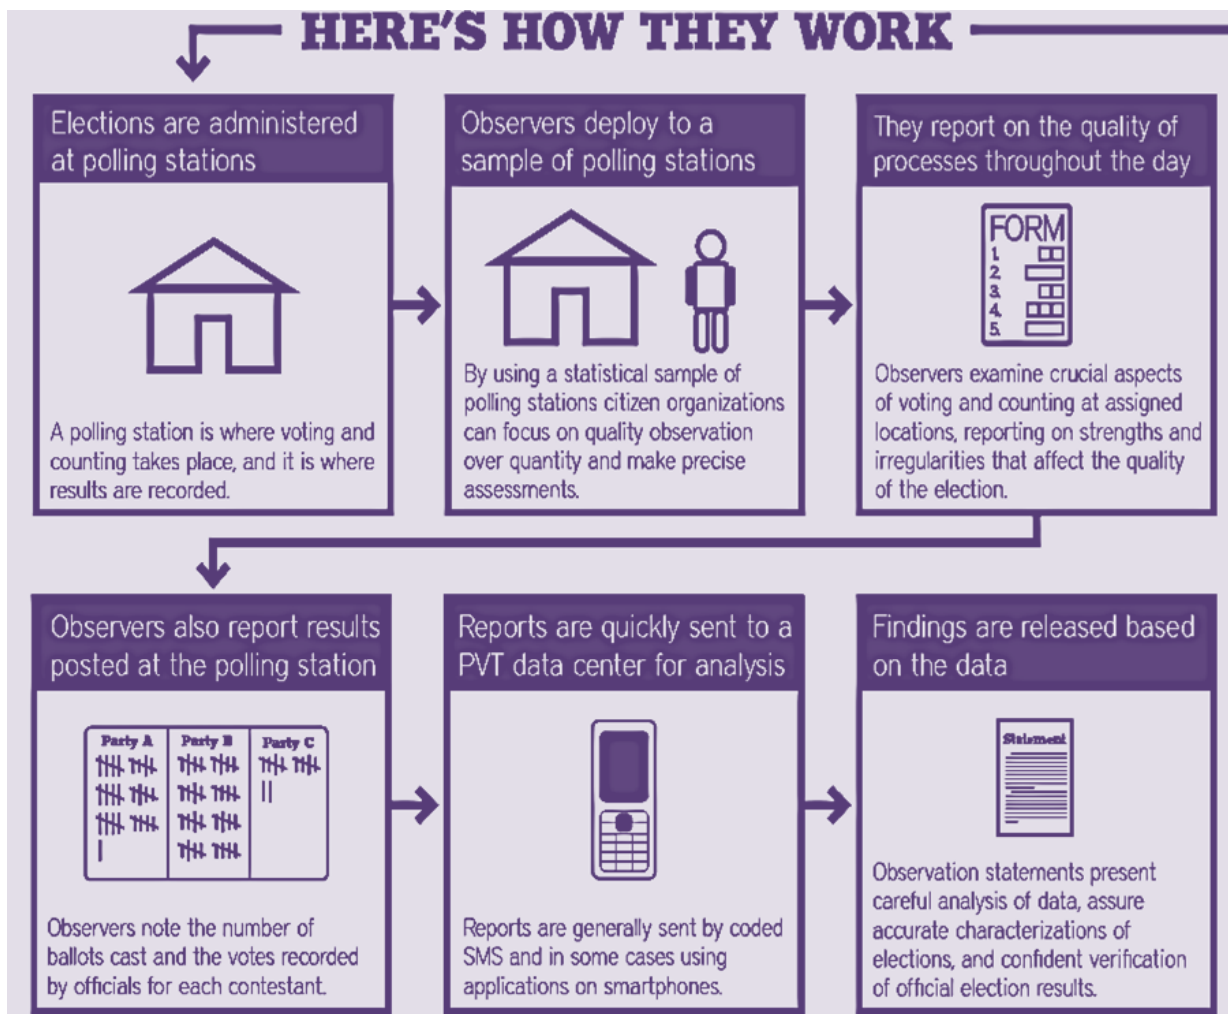 HERE'S HOW THEY WORK
Elections are administered
at polling stations
A polling station is where voting and
counting takes place, and it is where
results are recorded.
Observers deploy to a
sample of polling stations
By using a statistical sample of
polling stations citizen organizations
can focus on quality observation
over quantity and make precise
assessments.
They report on the quality of
processes throughout the day
FORM
1.
2.
3.
4.
5.
Observers examine crucial aspects
of voting and counting at assigned
locations, reporting on strengths and
irregularities that affect the quality
of the election.
Observers also report results
posted at the polling station
Party A
Party B
Party C
Observers note the number of
ballots cast and the votes recorded
by officials for each contestant.
Reports are quickly sent to a
PVT data center for analysis
Reports are generally sent by coded
SMS and in some cases using
applications on smartphones.
Findings are released based
on the data
Statement
Observation statements present
careful analysis of data, assure
accurate characterizations of
elections, and confident verification
of official election results.